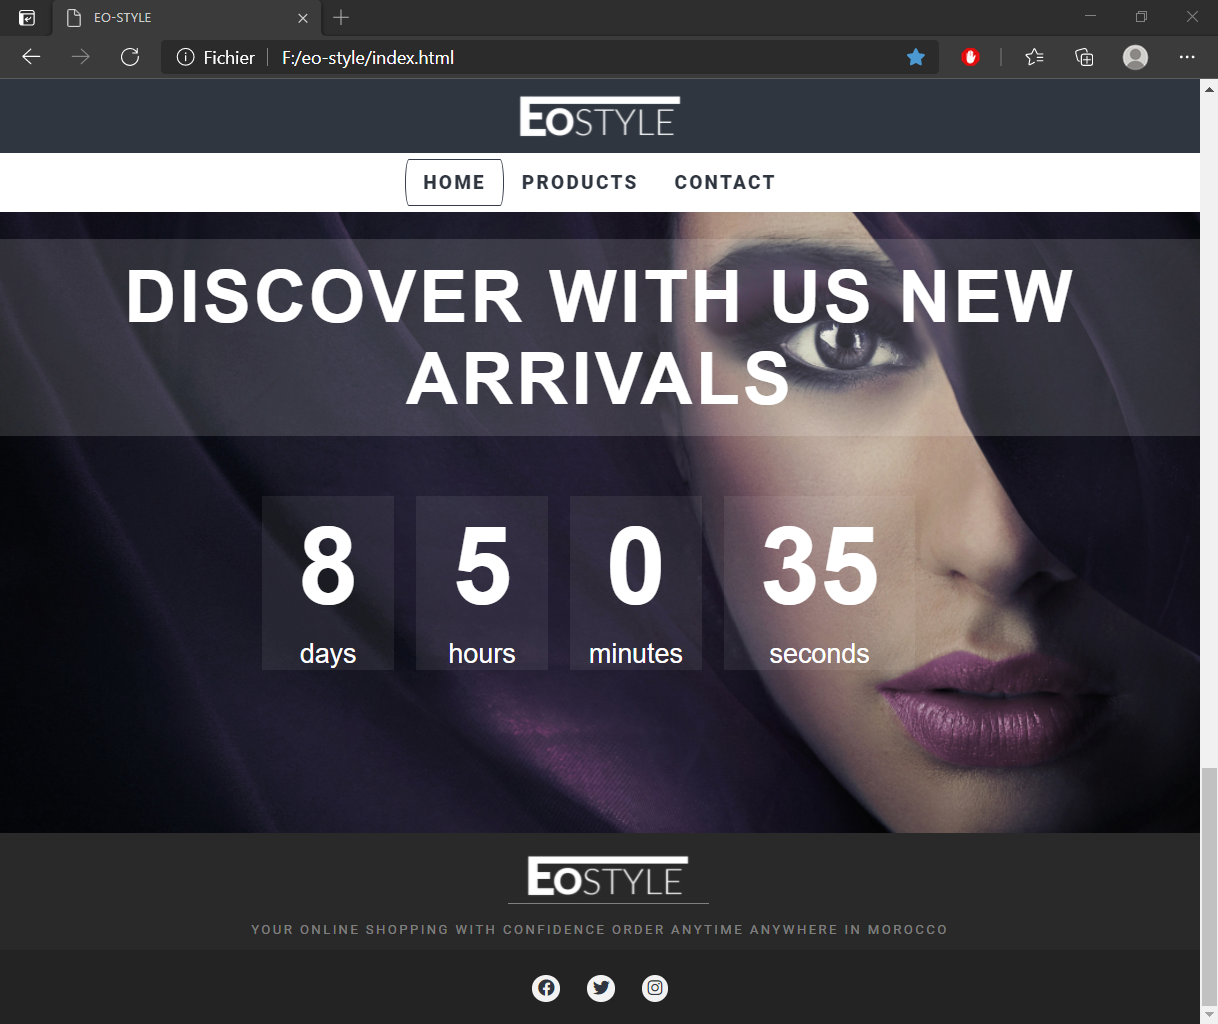 EO-STYLE
Fichier F:/eo-style/index.html
EOSTYLE
HOME PRODUCTS CONTACT
DISCOVER WITH US NEW
ARRIVALS
8 5 0 35
days hours minutes seconds
EOSTYLE
YOUR ONLINE SHOPPING WITH CONFIDENCE ORDER ANYTIME ANYWHERE IN MOROCCO